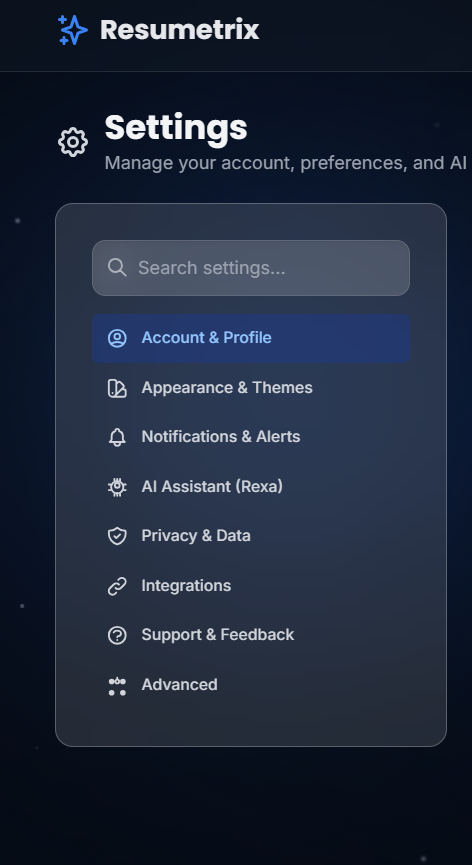 Resumetrix
Settings
Manage your account, preferences, and AI
Search settings...
Account & Profile
Appearance & Themes
Notifications & Alerts
AI Assistant (Rexa)
Privacy & Data
Integrations
Support & Feedback
Advanced